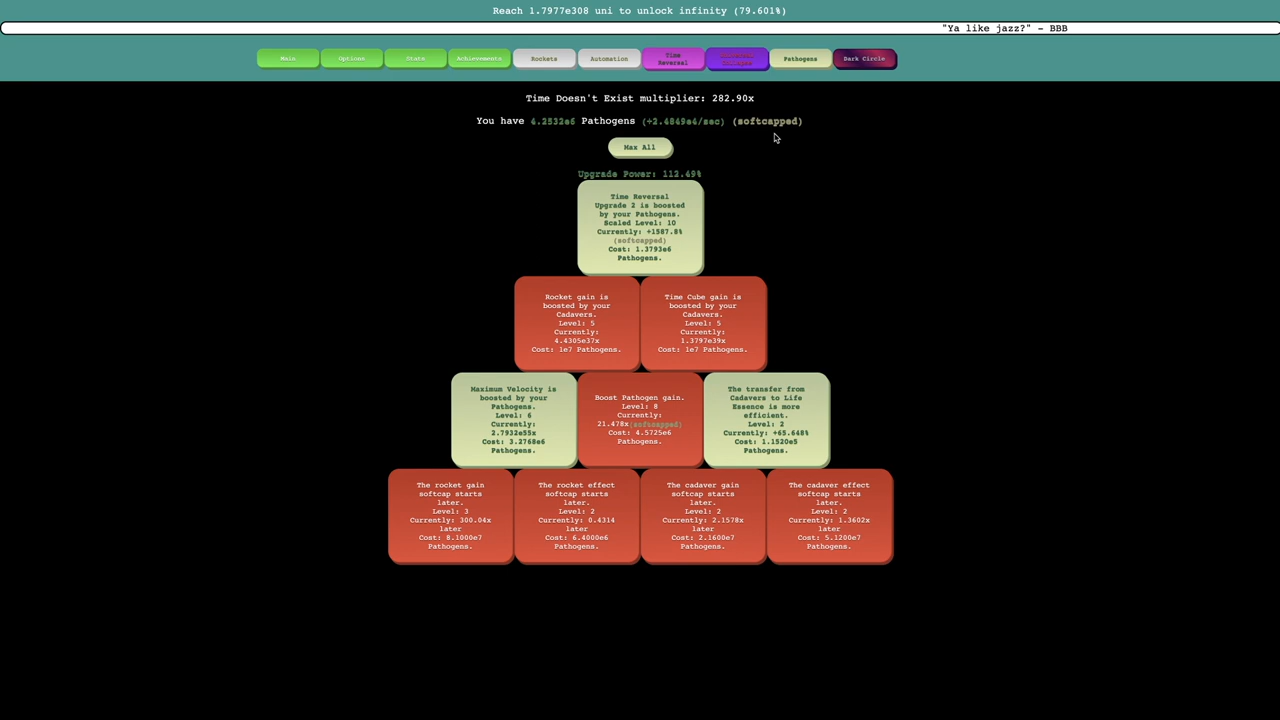 Reach 1.7977e308 uni to unlock infinity (79.601%)
"Ya like jazz?" - BBB
Main
Options
Stats
Achievements
Rockets
Automation
Time
Reversal
Universal
Collapse
Pathogens
Dark Circle
Time Doesn't Exist multiplier: 282.90x
You have 4.2532e6 Pathogens (+2.4849e4/sec) (softcapped)
Max All
Upgrade Power: 112.49%
Time Reversal
Upgrade 2 is boosted
by your Pathogens.
Scaled Level: 10
Currently: +1587.8%
(softcapped)
Cost: 1.3793e6
Pathogens.
Rocket gain is
boosted by your
Cadavers.
Level: 5
Currently:
4.4305e37x
Cost: 1e7 Pathogens.
Time Cube gain is
boosted by your
Cadavers.
Level: 5
Currently:
1.3797e39x
Cost: 1e7 Pathogens.
Maximum Velocity is
boosted by your
Pathogens.
Level: 6
Currently:
2.7932e55x
Cost: 3.2768e6
Pathogens.
Boost Pathogen gain.
Level: 8
Currently:
21.478x(softcapped)
Cost: 4.5725e6
Pathogens.
The transfer from
Cadavers to Life
Essence is more
efficient.
Level: 2
Currently: +65.648%
Cost: 1.1520e5
Pathogens.
The rocket gain
softcap starts
later.
Level: 3
Currently: 300.04x
later
Cost: 8.1000e7
Pathogens.
The rocket effect
softcap starts
later.
Level: 2
Currently: 0.4314
later
Cost: 6.4000e6
Pathogens.
The cadaver gain
softcap starts
later.
Level: 2
Currently: 2.1578x
later
Cost: 2.1600e7
Pathogens.
The cadaver effect
softcap starts
later.
Level: 2
Currently: 1.3602x
later
Cost: 5.1200e7
Pathogens.